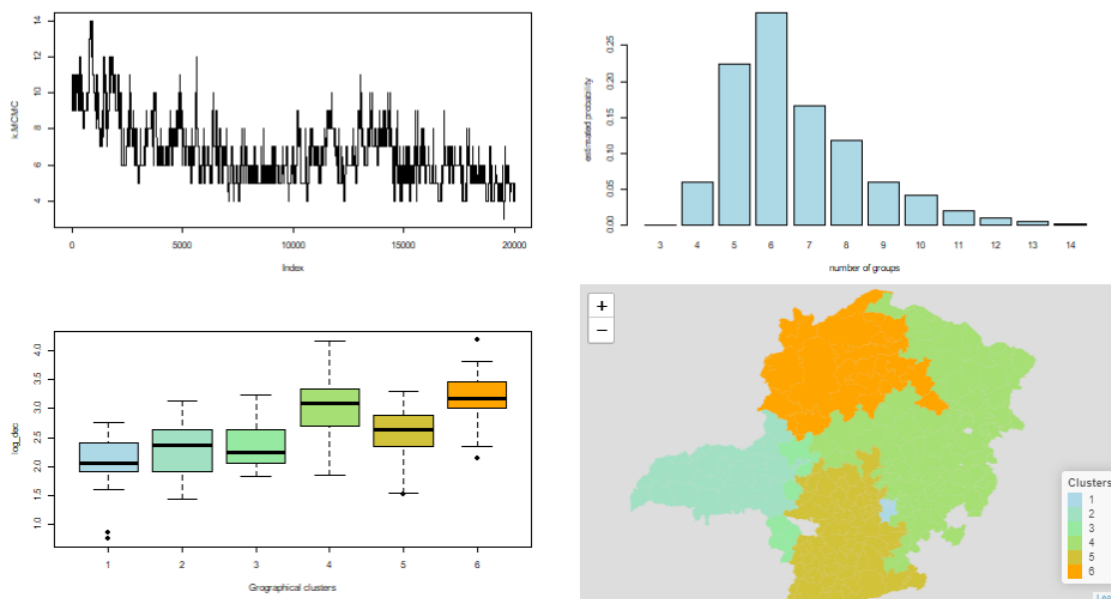 14
12
10
8
6
4
k.MCMC
0 5000 10000 15000 20000
Index
0.25
0.20
0.15
0.10
0.05
0.00
estimated probability
3 4 5 6 7 8 9 10 11 12 13 14
number of groups
4.0
3.5
3.0
2.5
2.0
1.5
1.0
log_dec
1 2 3 4 5 6
Grographical clusters
+
−
Clusters
1
2
3
4
5
6
Lea